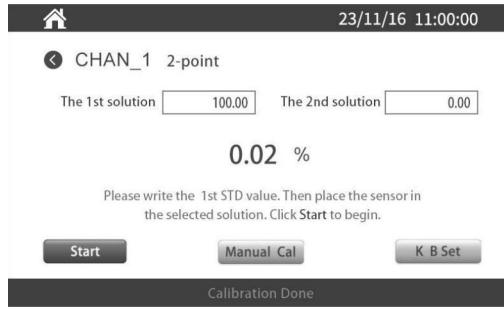 23/11/16 11:00:00
CHAN_1 2-point
The 1st solution 100.00 The 2nd solution 0.00
0.02 %
Please write the 1st STD value. Then place the sensor in
the selected solution. Click Start to begin.
Start Manual Cal K B Set
Calibration Done